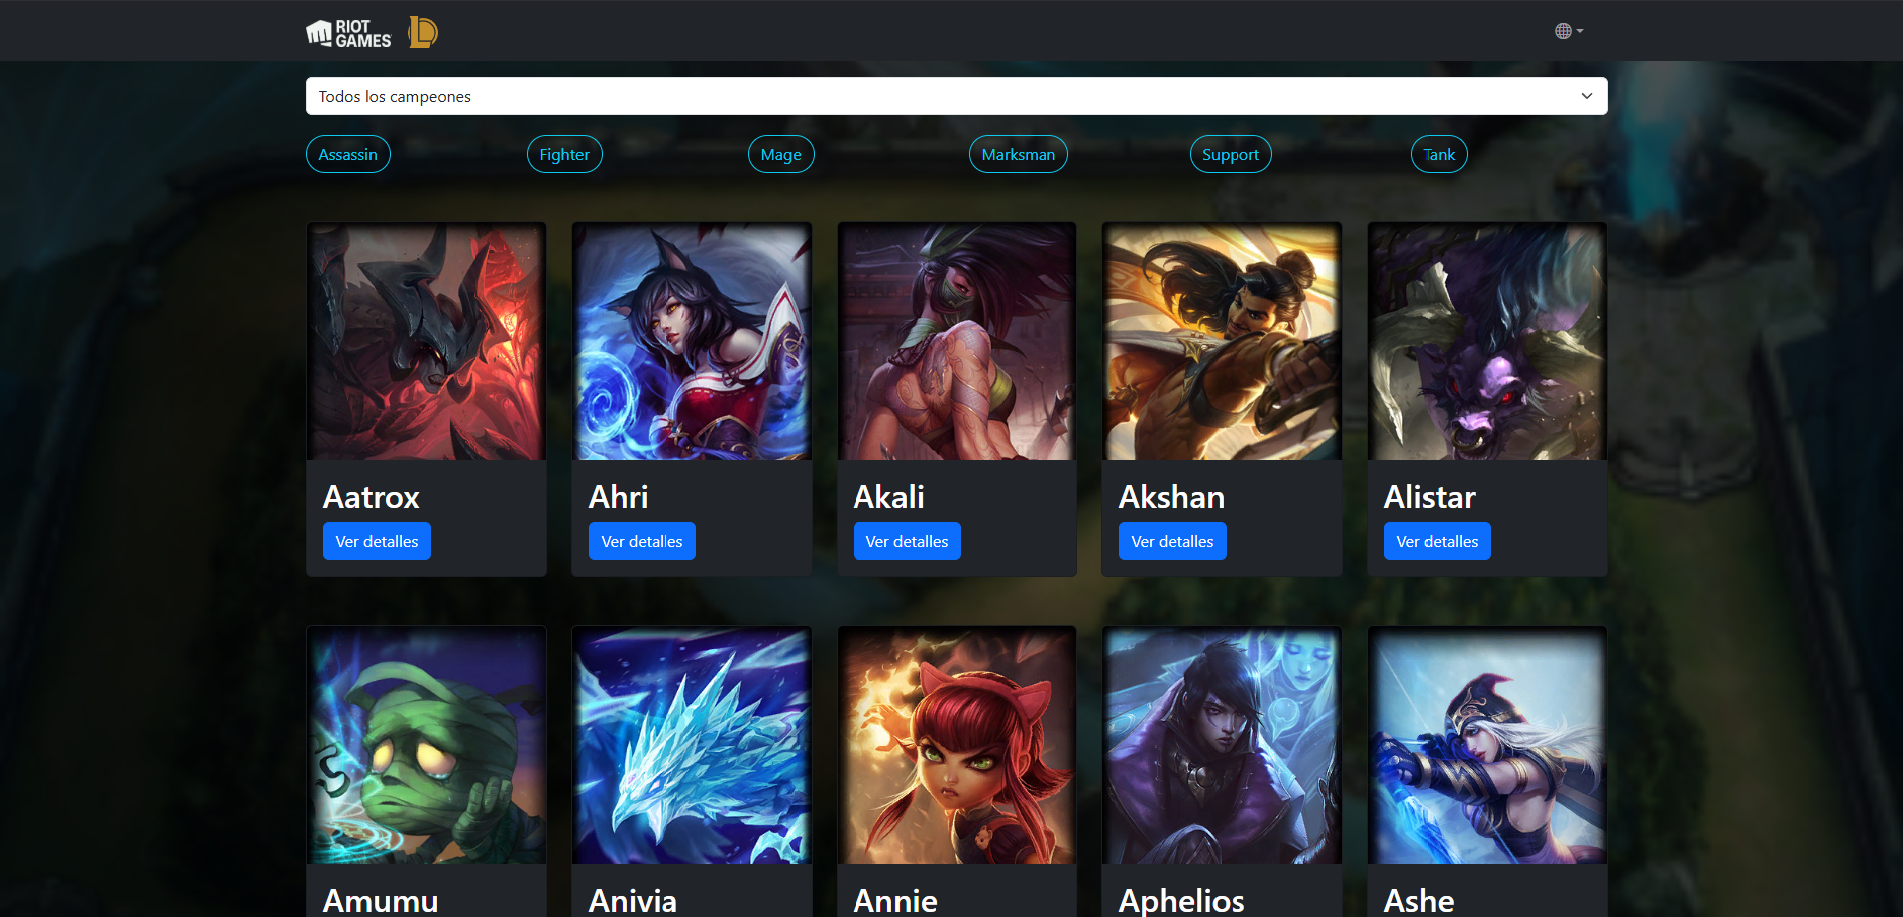 RIOT
GAMES
Todos los campeones
Assassin
Fighter
Mage
Marksman
Support
Tank
Aatrox
Ahri
Akali
Akshan
Alistar
Ver detalles
Ver detalles
Ver detalles
Ver detalles
Ver detalles
Amumu
Anivia
Annie
Aphelios
Ashe